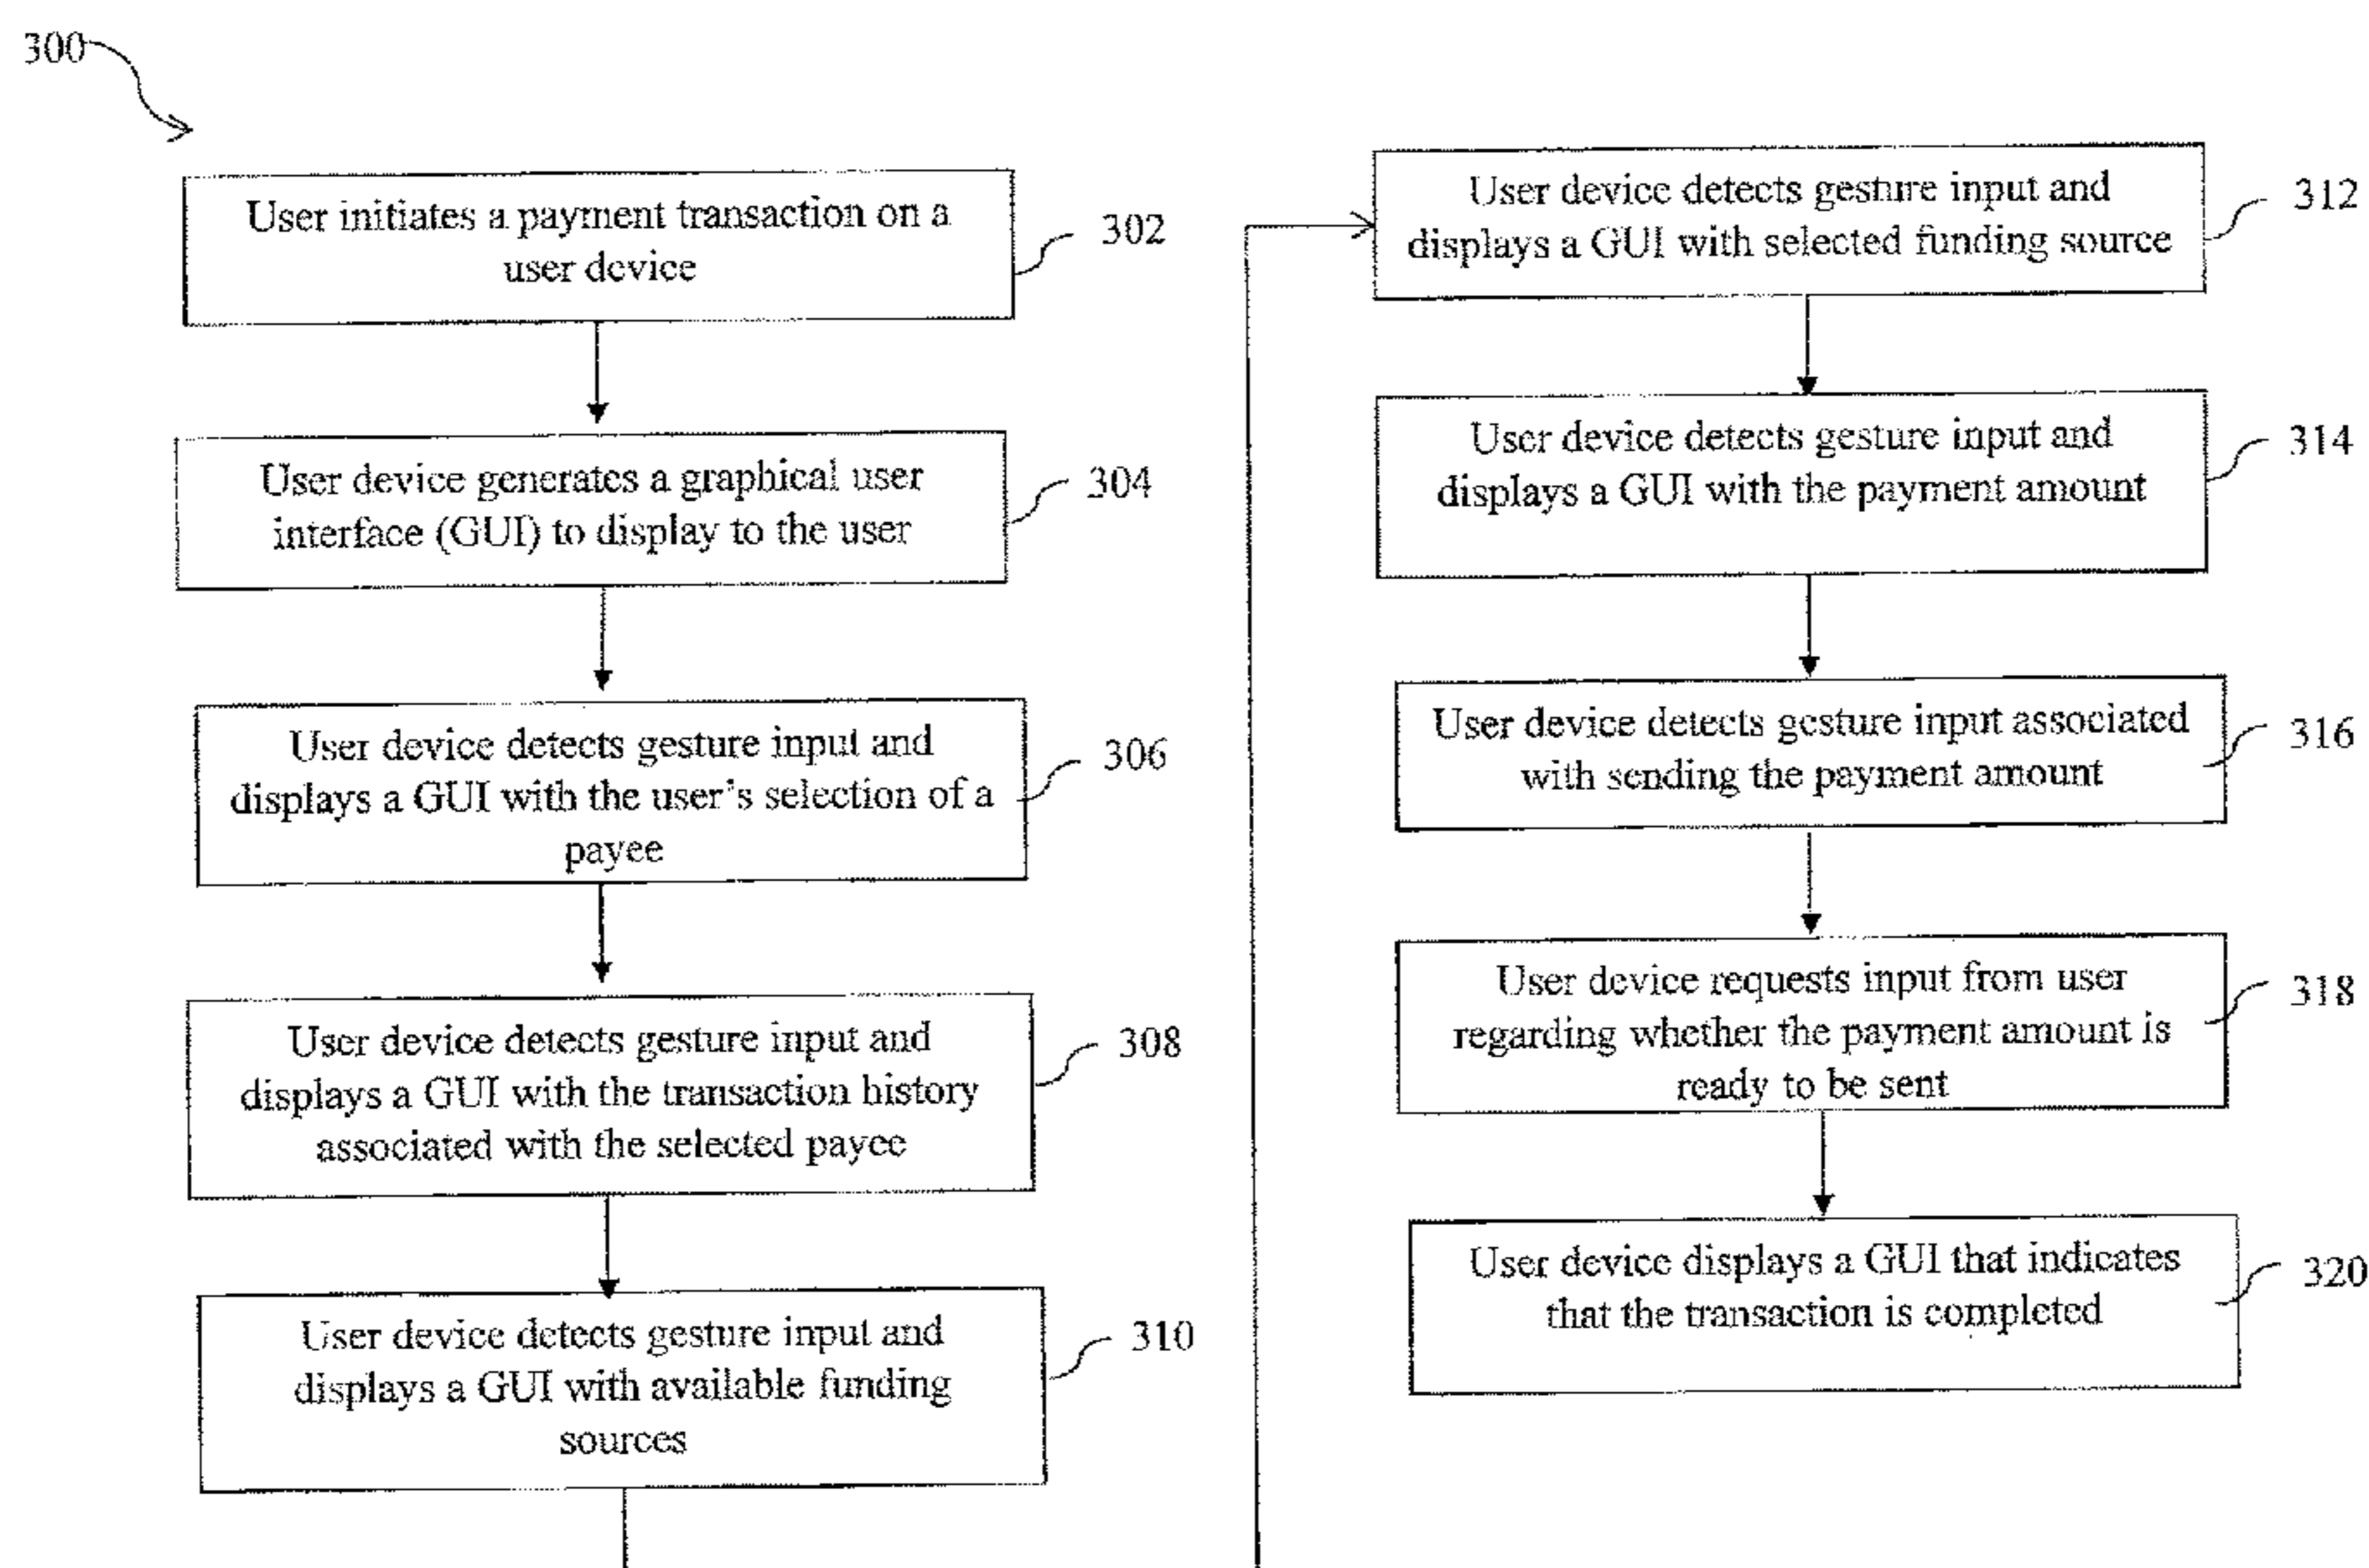 300
User initiates a payment transaction on a
user device
302
User device generates a graphical user
interface (GUI) to display to the user
304
User device detects gesture input and
displays a GUI with the user's selection of a
payee
306
User device detects gesture input and
displays a GUI with the transaction history
associated with the selected payee
308
User device detects gesture input and
displays a GUI with available funding
sources
310
User device detects gesture input and
displays a GUI with selected funding source
312
User device detects gesture input and
displays a GUI with the payment amount
314
User device detects gesture input associated
with sending the payment amount
316
User device requests input from user
regarding whether the payment amount is
ready to be sent
318
User device displays a GUI that indicates
that the transaction is completed
320